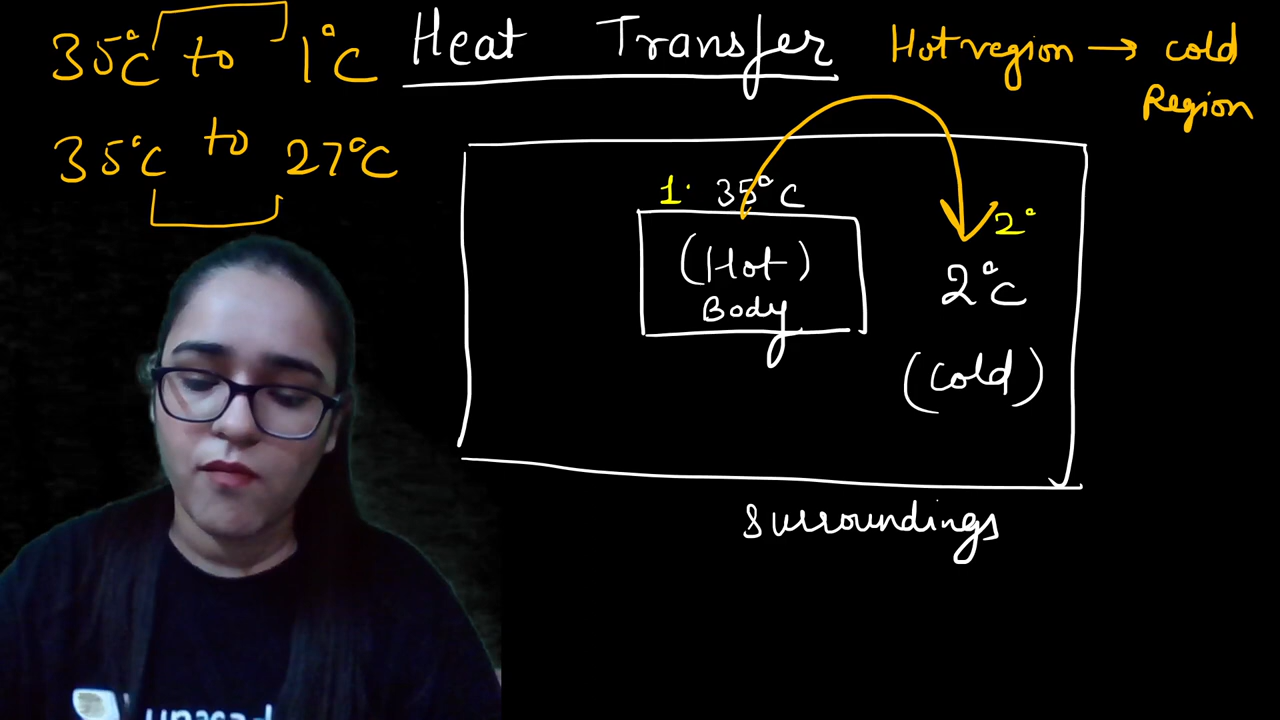 35°C to 1°C
Heat Transfer
Hot region → cold
Region
35°C to 27°C
1. 35°C
(Hot)
Body
2°
2°C
(cold)
Surroundings